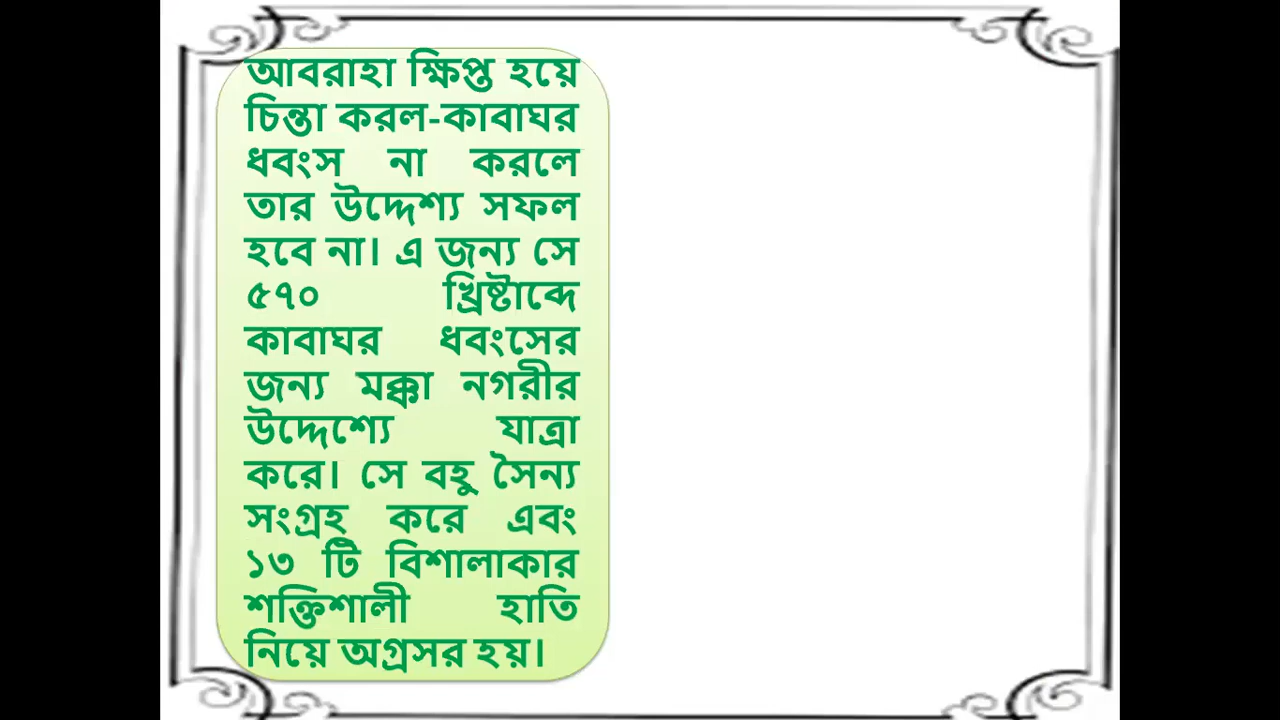 আবরাহা ক্ষিপ্ত হয়ে
চিন্তা করল-কাবাঘর
ধবংস না করলে
তার উদ্দেশ্য সফল
হবে না। এ জন্য সে
৫৭০ খ্রিষ্টাব্দে
কাবাঘর ধবংসের
জন্য মক্কা নগরীর
উদ্দেশ্যে যাত্রা
করে। সে বহু সৈন্য
সংগ্রহ করে এবং
১৩ টি বিশালাকার
শক্তিশালী হাতি
নিয়ে অগ্রসর হয়।